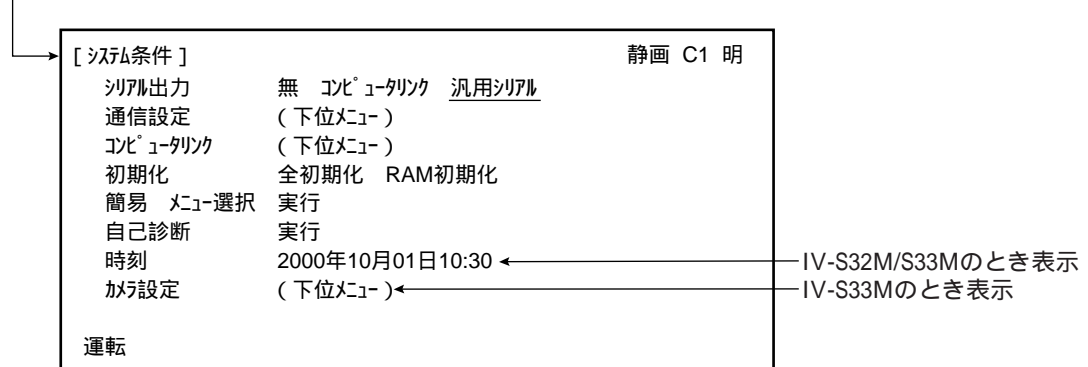 [ ｼｽﾃﾑ条件 ] 静画 C1 明
ｼﾘｱﾙ出力 無 ｺﾝﾋﾟｭｰﾀﾘﾝｸ 汎用ｼﾘｱﾙ
通信設定 ( 下位ﾒﾆｭｰ )
ｺﾝﾋﾟｭｰﾀﾘﾝｸ ( 下位ﾒﾆｭｰ )
初期化 全初期化 RAM初期化
簡易 ﾒﾆｭｰ選択 実行
自己診断 実行
時刻 2000年10月01日10:30 IV-S32M/S33Mのとき表示
ｶﾒﾗ設定 ( 下位ﾒﾆｭｰ ) IV-S33Mのとき表示
運転